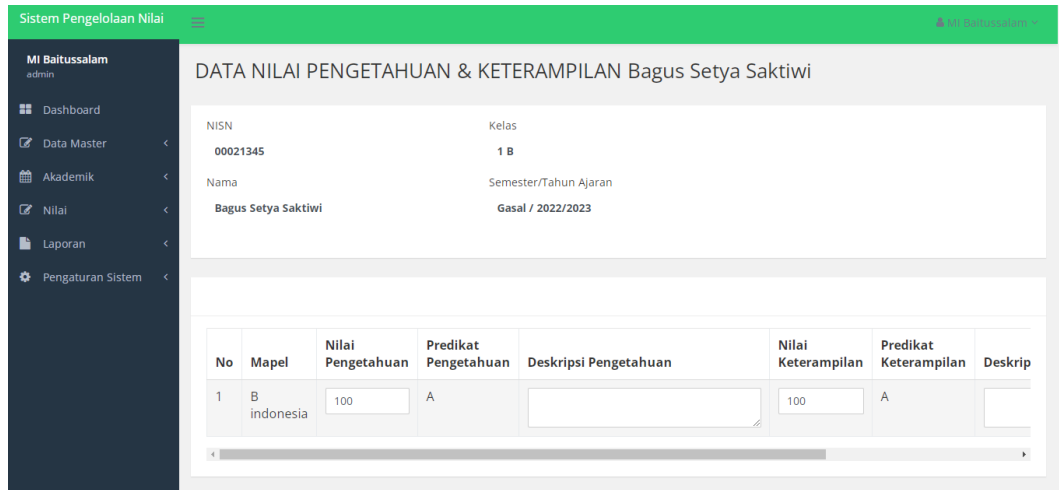 Sistem Pengelolaan Nilai
MI Baitussalam
MI Baitussalam
admin
Dashboard
Data Master
Akademik
Nilai
Laporan
Pengaturan Sistem
DATA NILAI PENGETAHUAN & KETERAMPILAN Bagus Setya Saktiwi
NISN Kelas
00021345 1 B
Nama Semester/Tahun Ajaran
Bagus Setya Saktiwi Gasal / 2022/2023
Nilai Predikat Nilai Predikat
No Mapel Pengetahuan Pengetahuan Deskripsi Pengetahuan Keterampilan Keterampilan Deskrip
1 B 100 A 100 A
indonesia